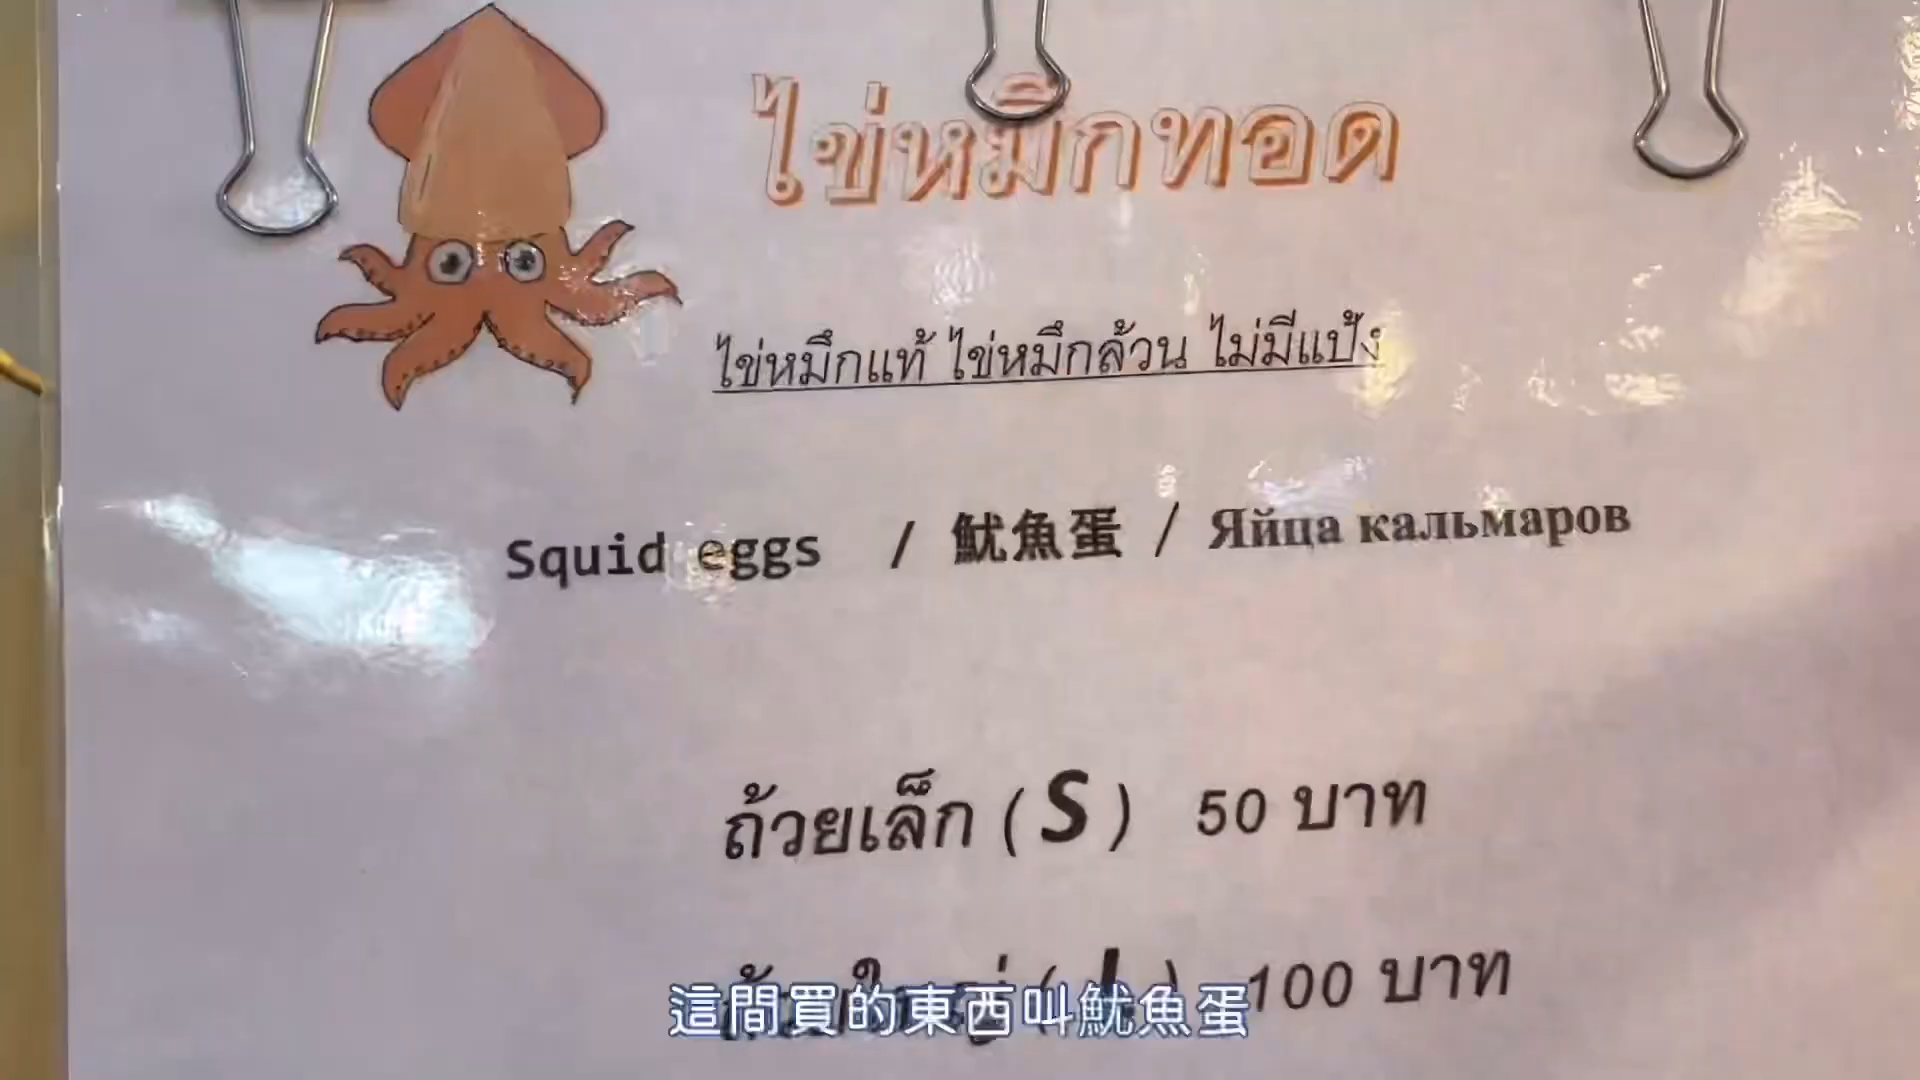 ไข่หมึกทอด
ไข่หมึกแท้ ไข่หมึกล้วน ไม่มีแป้ง
Squid eggs / 魷魚蛋 / Яйца кальмаров
ถ้วยเล็ก (S) 50 บาท
100 บาท
這間買的東西叫魷魚蛋